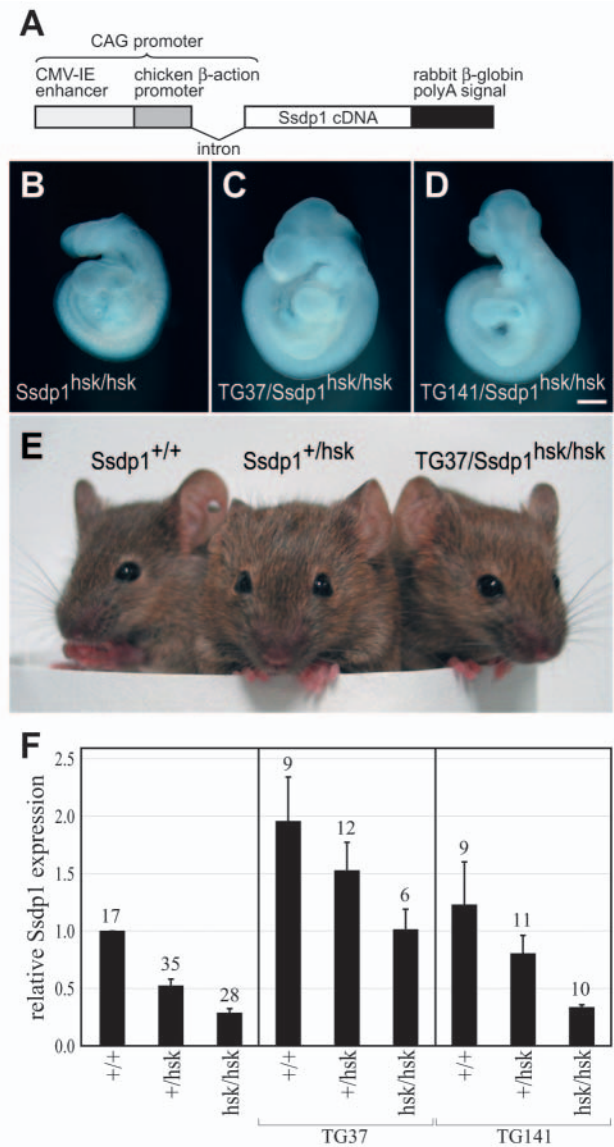 A
CAG promoter
CMV-IE enhancer
chicken β-action promoter
rabbit β-globin polyA signal
Ssdp1 cDNA
intron
B
Ssdp1hsk/hsk
C
TG37/Ssdp1hsk/hsk
D
TG141/Ssdp1hsk/hsk
E
Ssdp1+/+
Ssdp1+/hsk
TG37/Ssdp1hsk/hsk
F
relative Ssdp1 expression
2.5
2.0
1.5
1.0
0.5
0.0
17
35
28
9
12
6
9
11
10
+/+
+/hsk
hsk/hsk
+/+
+/hsk
hsk/hsk
+/+
+/hsk
hsk/hsk
TG37
TG141